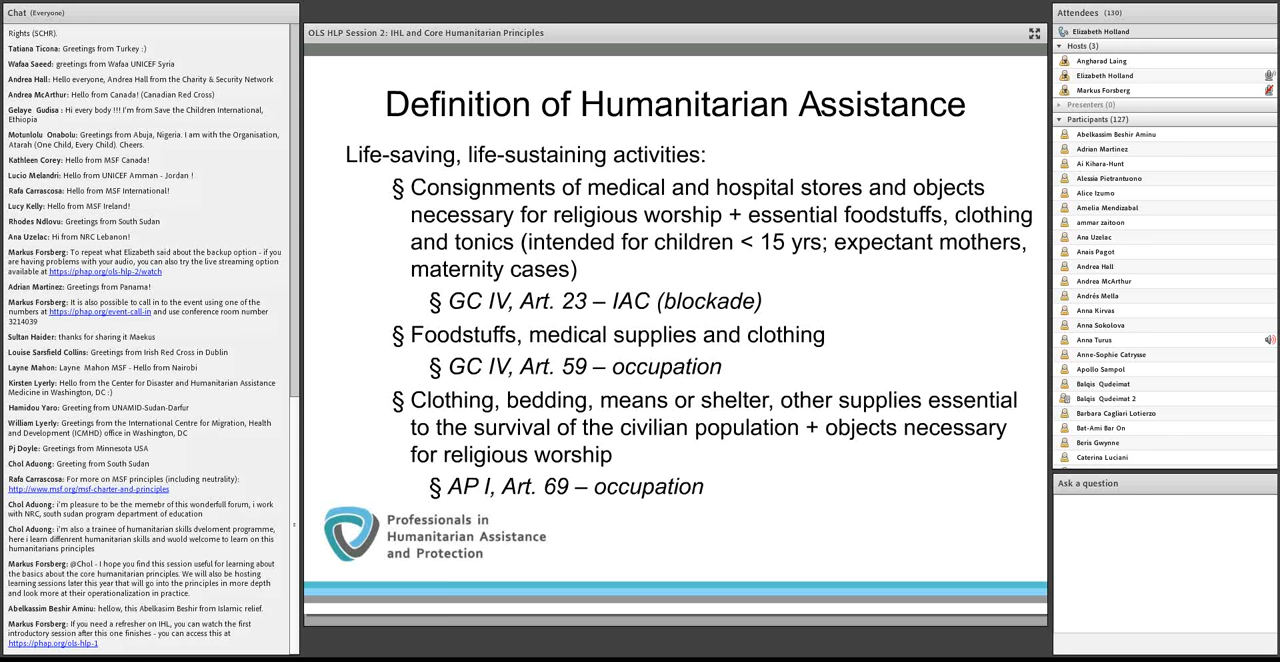 Chat (Everyone)
Rights (SCHR).
Tatiana Ticona: Greetings from Turkey :)
Wafaa Saeed: greetings from Wafaa UNICEF Syria
Andrea Hall: Hello everyone, Andrea Hall from the Charity & Security Network
Andrea McArthur: Hello from Canada! (Canadian Red Cross)
Gelaye Gudisa : Hi every body !!! I'm from Save the Children International,
Ethiopia
Motunlolu Onabolu: Greetings from Abuja, Nigeria. I am with the Organisation,
Atarah (One Child, Every Child). Cheers.
Kathleen Corey: Hello from MSF Canada!
Lucio Melandri: Hello from UNICEF Amman - Jordan !
Rafa Carrascosa: Hello from MSF International!
Lucy Kelly: Hello from MSF Ireland!
Rhodes Ndlovu: Greetings from South Sudan
Ana Uzelac: Hi from NRC Lebanon!
Markus Forsberg: To repeat what Elizabeth said about the backup option - if you
are having problems with your audio, you can also try the live streaming option
available at https://phap.org/ols-hlp-2/watch
Adrian Martinez: Greetings from Panama!
Markus Forsberg: It is also possible to call in to the event using one of the
numbers at https://phap.org/event-call-in and use conference room number
3214039
Sultan Haider: thanks for sharing it Maekus
Louise Sarsfield Collins: Greetings from Irish Red Cross in Dublin
Layne Mahon: Layne Mahon MSF - Hello from Nairobi
Kirsten Lyerly: Hello from the Center for Disaster and Humanitarian Assistance
Medicine in Washington, DC :)
Hamidou Yaro: Greeting from UNAMID-Sudan-Darfur
William Lyerly: Greetings from the International Centre for Migration, Health
and Development (ICMHD) office in Washington, DC
Pj Doyle: Greetings from Minnesota USA
Chol Aduong: Greeting from South Sudan
Rafa Carrascosa: For more on MSF principles (including neutrality):
http://www.msf.org/msf-charter-and-principles
Chol Aduong: i'm pleasure to be the memebr of this wonderfull forum, i work
with NRC, south sudan program department of education
Chol Aduong: i'm also a trainee of humanitarian skills dveloment programme,
here i learn diffenrent humanitarian skills and wuold welcome to learn on this
humanitarians principles
Markus Forsberg: @Chol - I hope you find this session useful for learning about
the basics about the core humanitarian principles. We will also be hosting
learning sessions later this year that will go into the principles in more depth
and look more at their operationalization in practice.
Abelkassim Beshir Aminu: hellow, this Abelkasim Beshir from Islamic relief.
Markus Forsberg: If you need a refresher on IHL, you can watch the first
introductory session after this one finishes - you can access this at
https://phap.org/ols-hlp-1
OLS HLP Session 2: IHL and Core Humanitarian Principles
Definition of Humanitarian Assistance
Life-saving, life-sustaining activities:
§ Consignments of medical and hospital stores and objects
necessary for religious worship + essential foodstuffs, clothing
and tonics (intended for children < 15 yrs; expectant mothers,
maternity cases)
§ GC IV, Art. 23 – IAC (blockade)
§ Foodstuffs, medical supplies and clothing
§ GC IV, Art. 59 – occupation
§ Clothing, bedding, means or shelter, other supplies essential
to the survival of the civilian population + objects necessary
for religious worship
§ AP I, Art. 69 – occupation
Professionals in
Humanitarian Assistance
and Protection
Attendees (130)
Elizabeth Holland
Hosts (3)
Angharad Laing
Elizabeth Holland
Markus Forsberg
Presenters (0)
Participants (127)
Abelkassim Beshir Aminu
Adrian Martinez
Ai Kihara-Hunt
Alessia Pietrantuono
Alice Izumo
Amelia Mendizabal
ammar zaitoon
Ana Uzelac
Anais Pagot
Andrea Hall
Andrea McArthur
Andrés Mella
Anna Kirvas
Anna Sokolova
Anna Turus
Anne-Sophie Catrysse
Apollo Sampol
Balqis Qudeimat
Balqis Qudeimat 2
Barbara Cagliari Lotierzo
Bat-Ami Bar On
Beris Gwynne
Caterina Luciani
Ask a question